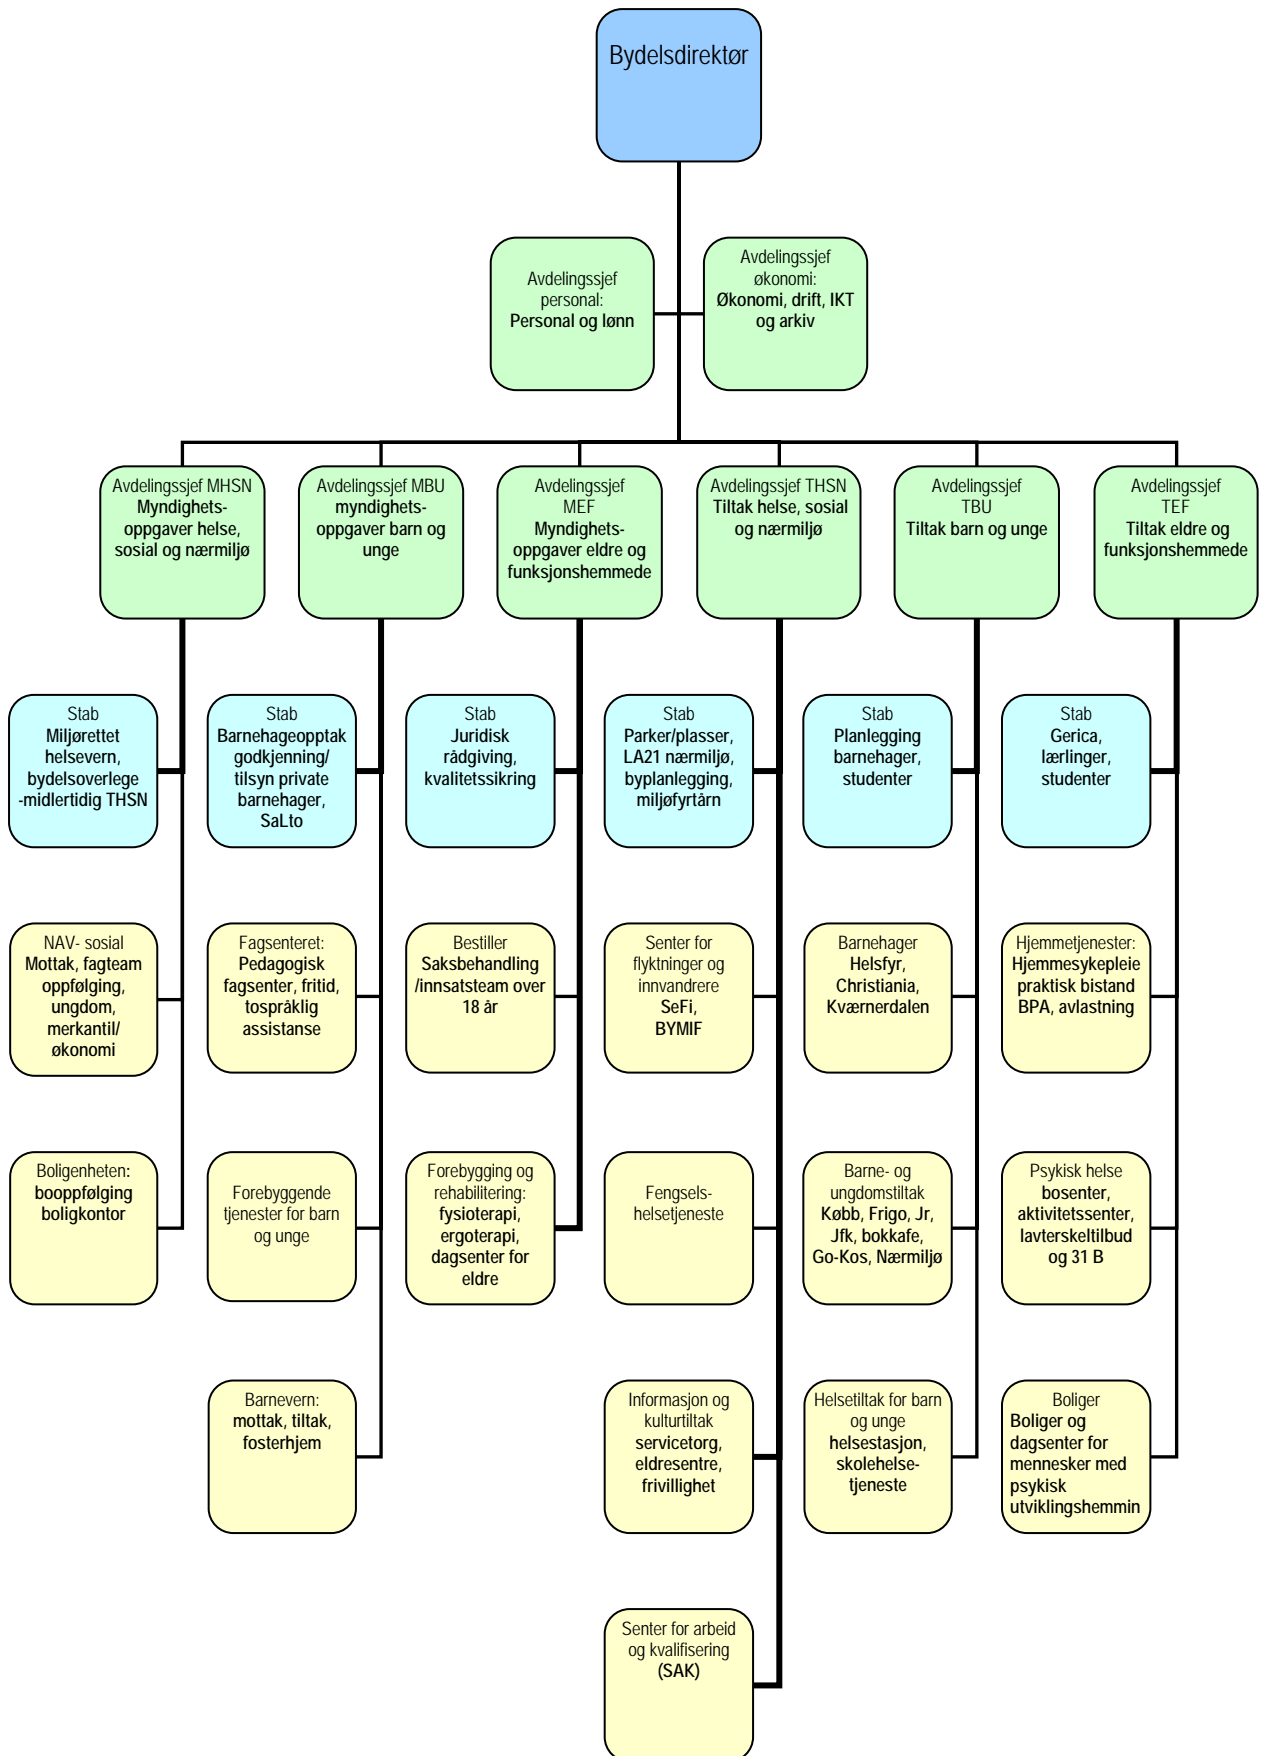 Bydelsdirektør
Avdelingssjef
personal:
Personal og lønn
Avdelingssjef
økonomi:
Økonomi, drift, IKT
og arkiv
Avdelingssjef MHSN
Myndighets-
oppgaver helse,
sosial og nærmiljø
Avdelingssjef MBU
myndighets-
oppgaver barn og
unge
Avdelingssjef
MEF
Myndighets-
oppgaver eldre og
funksjonshemmede
Avdelingssjef THSN
Tiltak helse, sosial
og nærmiljø
Avdelingssjef
TBU
Tiltak barn og unge
Avdelingssjef
TEF
Tiltak eldre og
funksjonshemmede
Stab
Miljørettet
helsevern,
bydelsoverlege
-midlertidig THSN
Stab
Barnehageopptak
godkjenning/
tilsyn private
barnehager,
SaLto
Stab
Juridisk
rådgiving,
kvalitetssikring
Stab
Parker/plasser,
LA21 nærmiljø,
byplanlegging,
miljøfyrtårn
Stab
Planlegging
barnehager,
studenter
Stab
Gerica,
lærlinger,
studenter
NAV- sosial
Mottak, fagteam
oppfølging,
ungdom,
merkantil/
økonomi
Fagsenteret:
Pedagogisk
fagsenter, fritid,
tospråklig
assistanse
Bestiller
Saksbehandling
/innsatsteam over
18 år
Senter for
flyktninger og
innvandrere
SeFi,
BYMIF
Barnehager
Helsfyr,
Christiania,
Kværnerdalen
Hjemmetjenester:
Hjemmesykepleie
praktisk bistand
BPA, avlastning
Boligenheten:
booppfølging
boligkontor
Forebyggende
tjenester for barn
og unge
Forebygging og
rehabilitering:
fysioterapi,
ergoterapi,
dagsenter for
eldre
Fengsels-
helsetjeneste
Barne- og
ungdomstiltak
Købb, Frigo, Jr,
Jfk, bokkafe,
Go-Kos, Nærmiljø
Psykisk helse
bosenter,
aktivitetssenter,
lavterskeltilbud
og 31 B
Barnevern:
mottak, tiltak,
fosterhjem
Informasjon og
kulturtiltak
servicetorg,
eldresentre,
frivillighet
Helsetiltak for barn
og unge
helsestasjon,
skolehelse-
tjeneste
Boliger
Boliger og
dagsenter for
mennesker med
psykisk
utviklingshemmin
Senter for arbeid
og kvalifisering
(SAK)